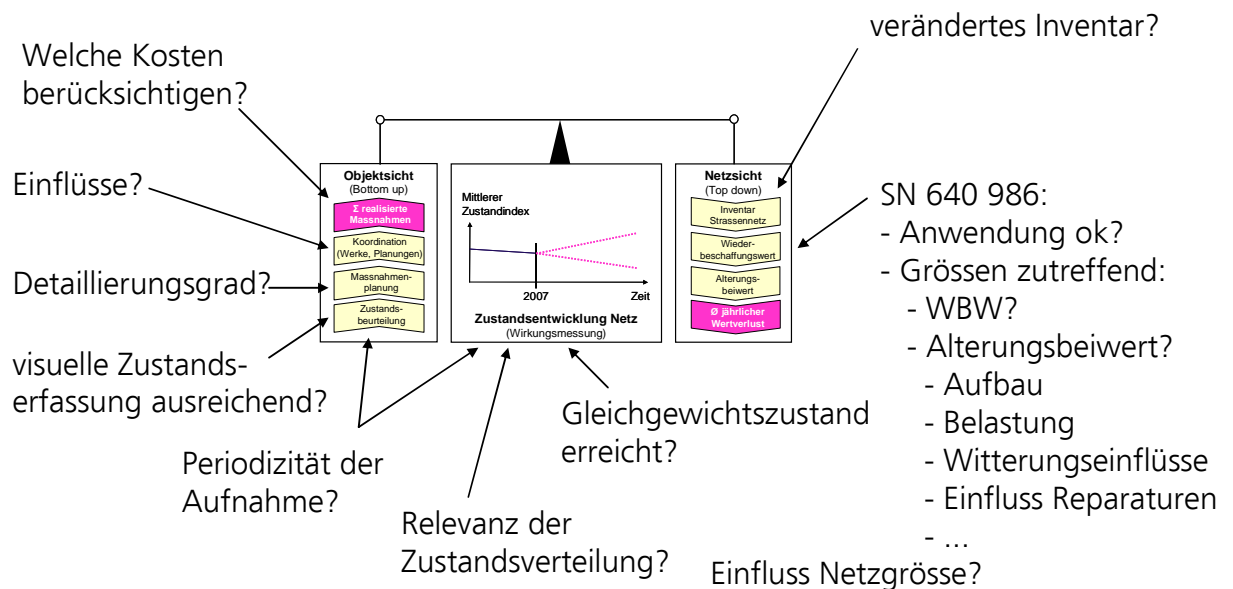 verändertes Inventar?
Welche Kosten
berücksichtigen?
Einflüsse?
Detaillierungsgrad?
visuelle Zustands-
erfassung ausreichend?
Periodizität der
Aufnahme?
Objektsicht
(Bottom up)
Σ realisierte
Massnahmen
Koordination
(Werke, Planungen)
Massnahmen-
planung
Zustands-
beurteilung
Mittlerer
Zustandindex
2007
Zeit
Zustandsentwicklung Netz
(Wirkungsmessung)
Netzsicht
(Top down)
Inventar
Strassennetz
Wieder-
beschaffungswert
Alterungs-
beiwert
Ø jährlicher
Wertverlust
Gleichgewichtszustand
erreicht?
Relevanz der
Zustandsverteilung?
SN 640 986:
- Anwendung ok?
- Grössen zutreffend:
- WBW?
- Alterungsbeiwert?
- Aufbau
- Belastung
- Witterungseinflüsse
- Einfluss Reparaturen
- ...
Einfluss Netzgrösse?